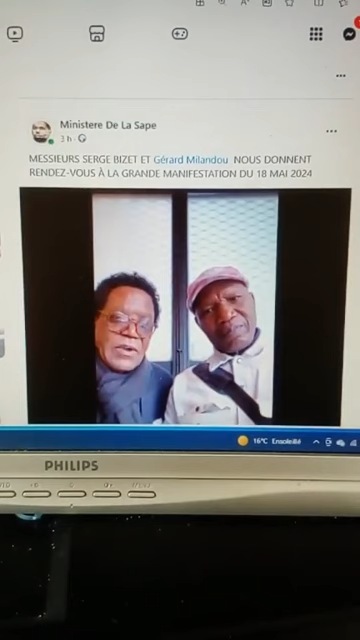 Ministere De La Sape
3 h
MESSIEURS SERGE BIZET ET Gérard Milandou NOUS DONNENT
RENDEZ-VOUS À LA GRANDE MANIFESTATION DU 18 MAI 2024
16°C Ensoleillé
PHILIPS